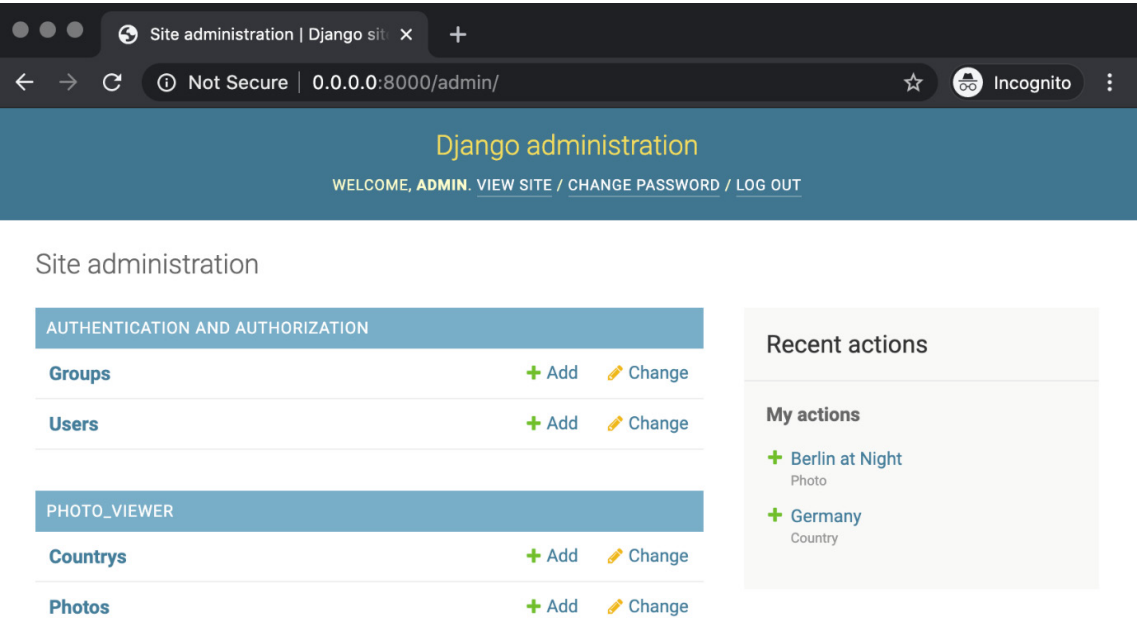 Site administration | Django sit
Not Secure | 0.0.0.0:8000/admin/
Incognito
Django administration
WELCOME, ADMIN. VIEW SITE / CHANGE PASSWORD / LOG OUT
Site administration
AUTHENTICATION AND AUTHORIZATION
Groups Add Change
Users Add Change
PHOTO_VIEWER
Countrys Add Change
Photos Add Change
Recent actions
My actions
Berlin at Night
Photo
Germany
Country